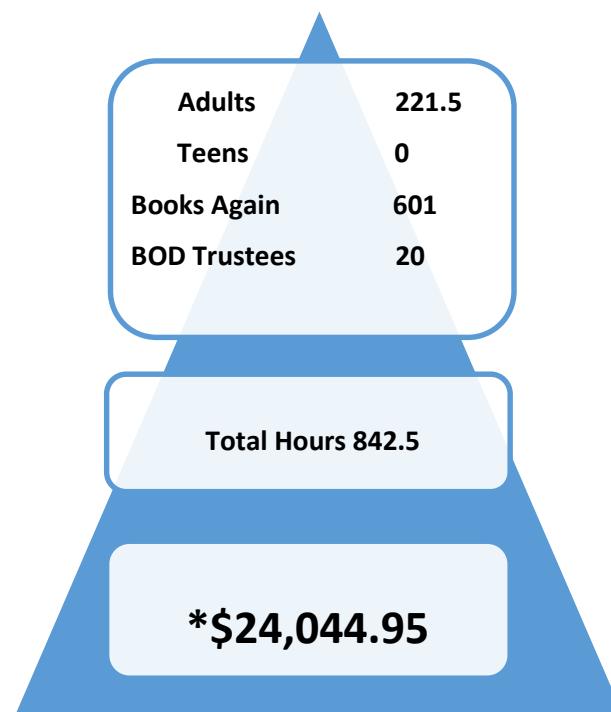 Adults 221.5
Teens 0
Books Again 601
BOD Trustees 20
Total Hours 842.5
*$24,044.95